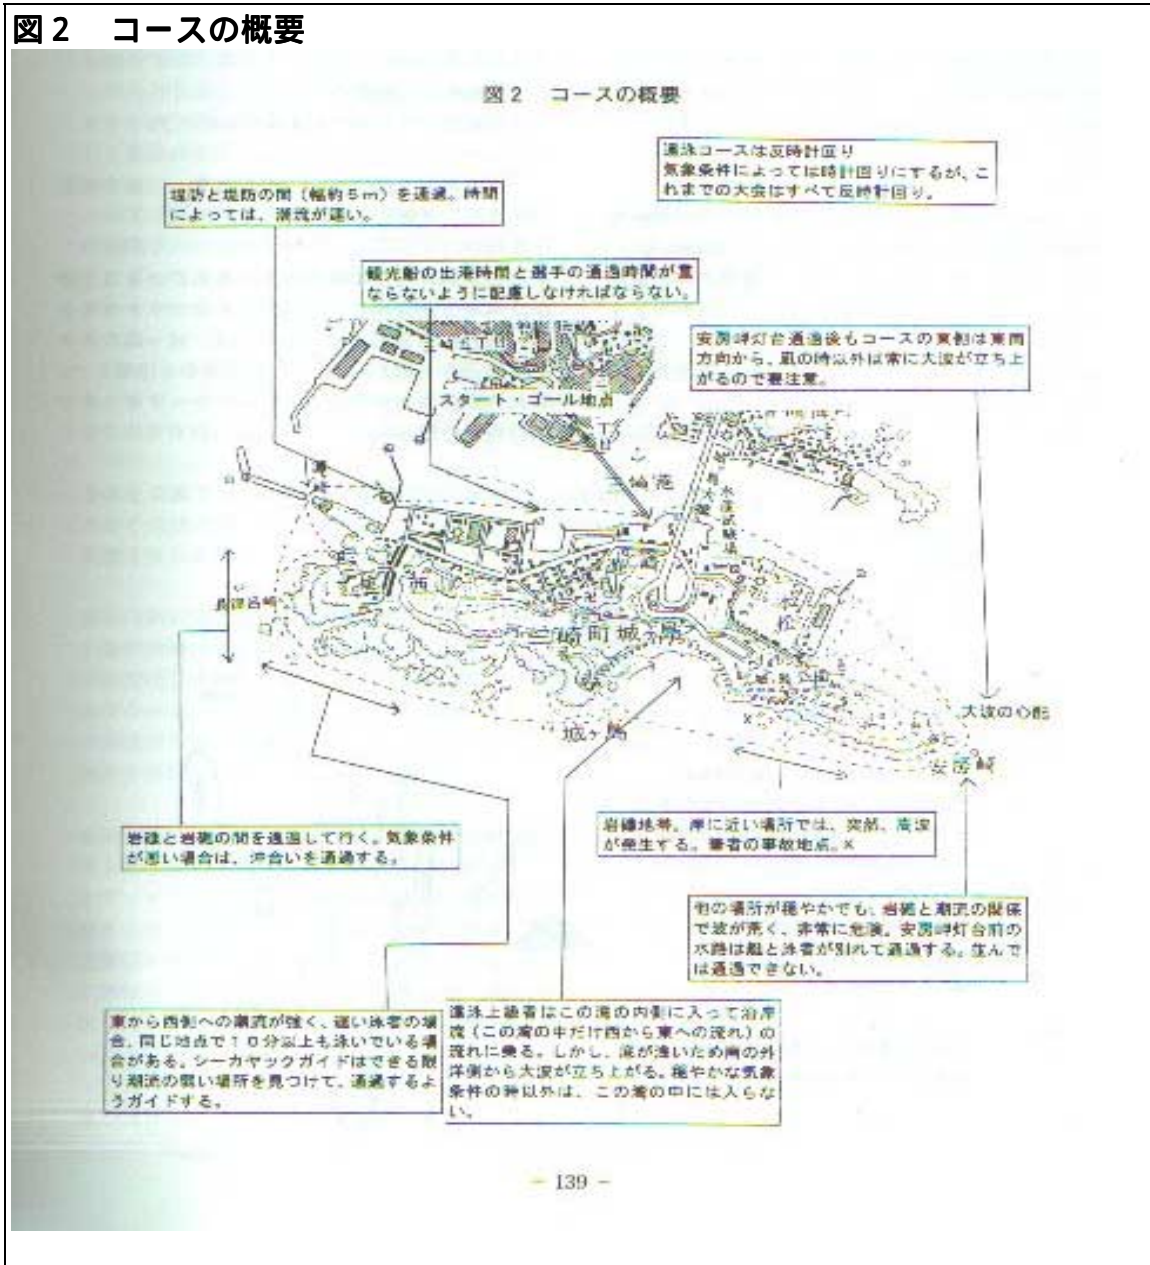 図２　コースの概要
図２　コースの概要
遠泳コースは反時計回り
気象条件によっては時計回りにするが、こ
れまでの大会はすべて反時計回り。
堤防と堤防の間（幅約５ｍ）を通過。時間
によっては、潮流が速い。
観光船の出港時間と選手の通過時間が重
ならないように配慮しなければならない。
安房岬灯台通過後もコースの東側は東南
方向から、凪の時以外は常に大波が立ち上
がるので要注意。
スタート・ゴール地点
三崎港
水産試験場
長津呂崎
西
三崎町城ヶ島
城ヶ島
大波の心配
安房崎
岩礁と岩礁の間を通過して行く。気象条件
が悪い場合は、沖合いを通過する。
岩礁地帯。岸に近い場所では、突然、高波
が発生する。筆者の事故地点。×
×
他の場所が穏やかでも、岩礁と潮流の関係
で波が荒く、非常に危険。安房岬灯台前の
水路は艇と泳者が別れて通過する。並んで
は通過できない。
東から西側への潮流が強く、遅い泳者の場
合、同じ地点で１０分以上も泳いでいる場
合がある。シーカヤックガイドはできる限
り潮流の弱い場所を見つけて、通過するよ
うガイドする。
遠泳上級者はこの湾の内側に入って沿岸
流（この湾の中だけ西から東への流れ）の
流れに乗る。しかし、底が浅いため南の外
洋側から大波が立ち上がる。穏やかな気象
条件の時以外は、この湾の中には入らな
い。
－ 139 －